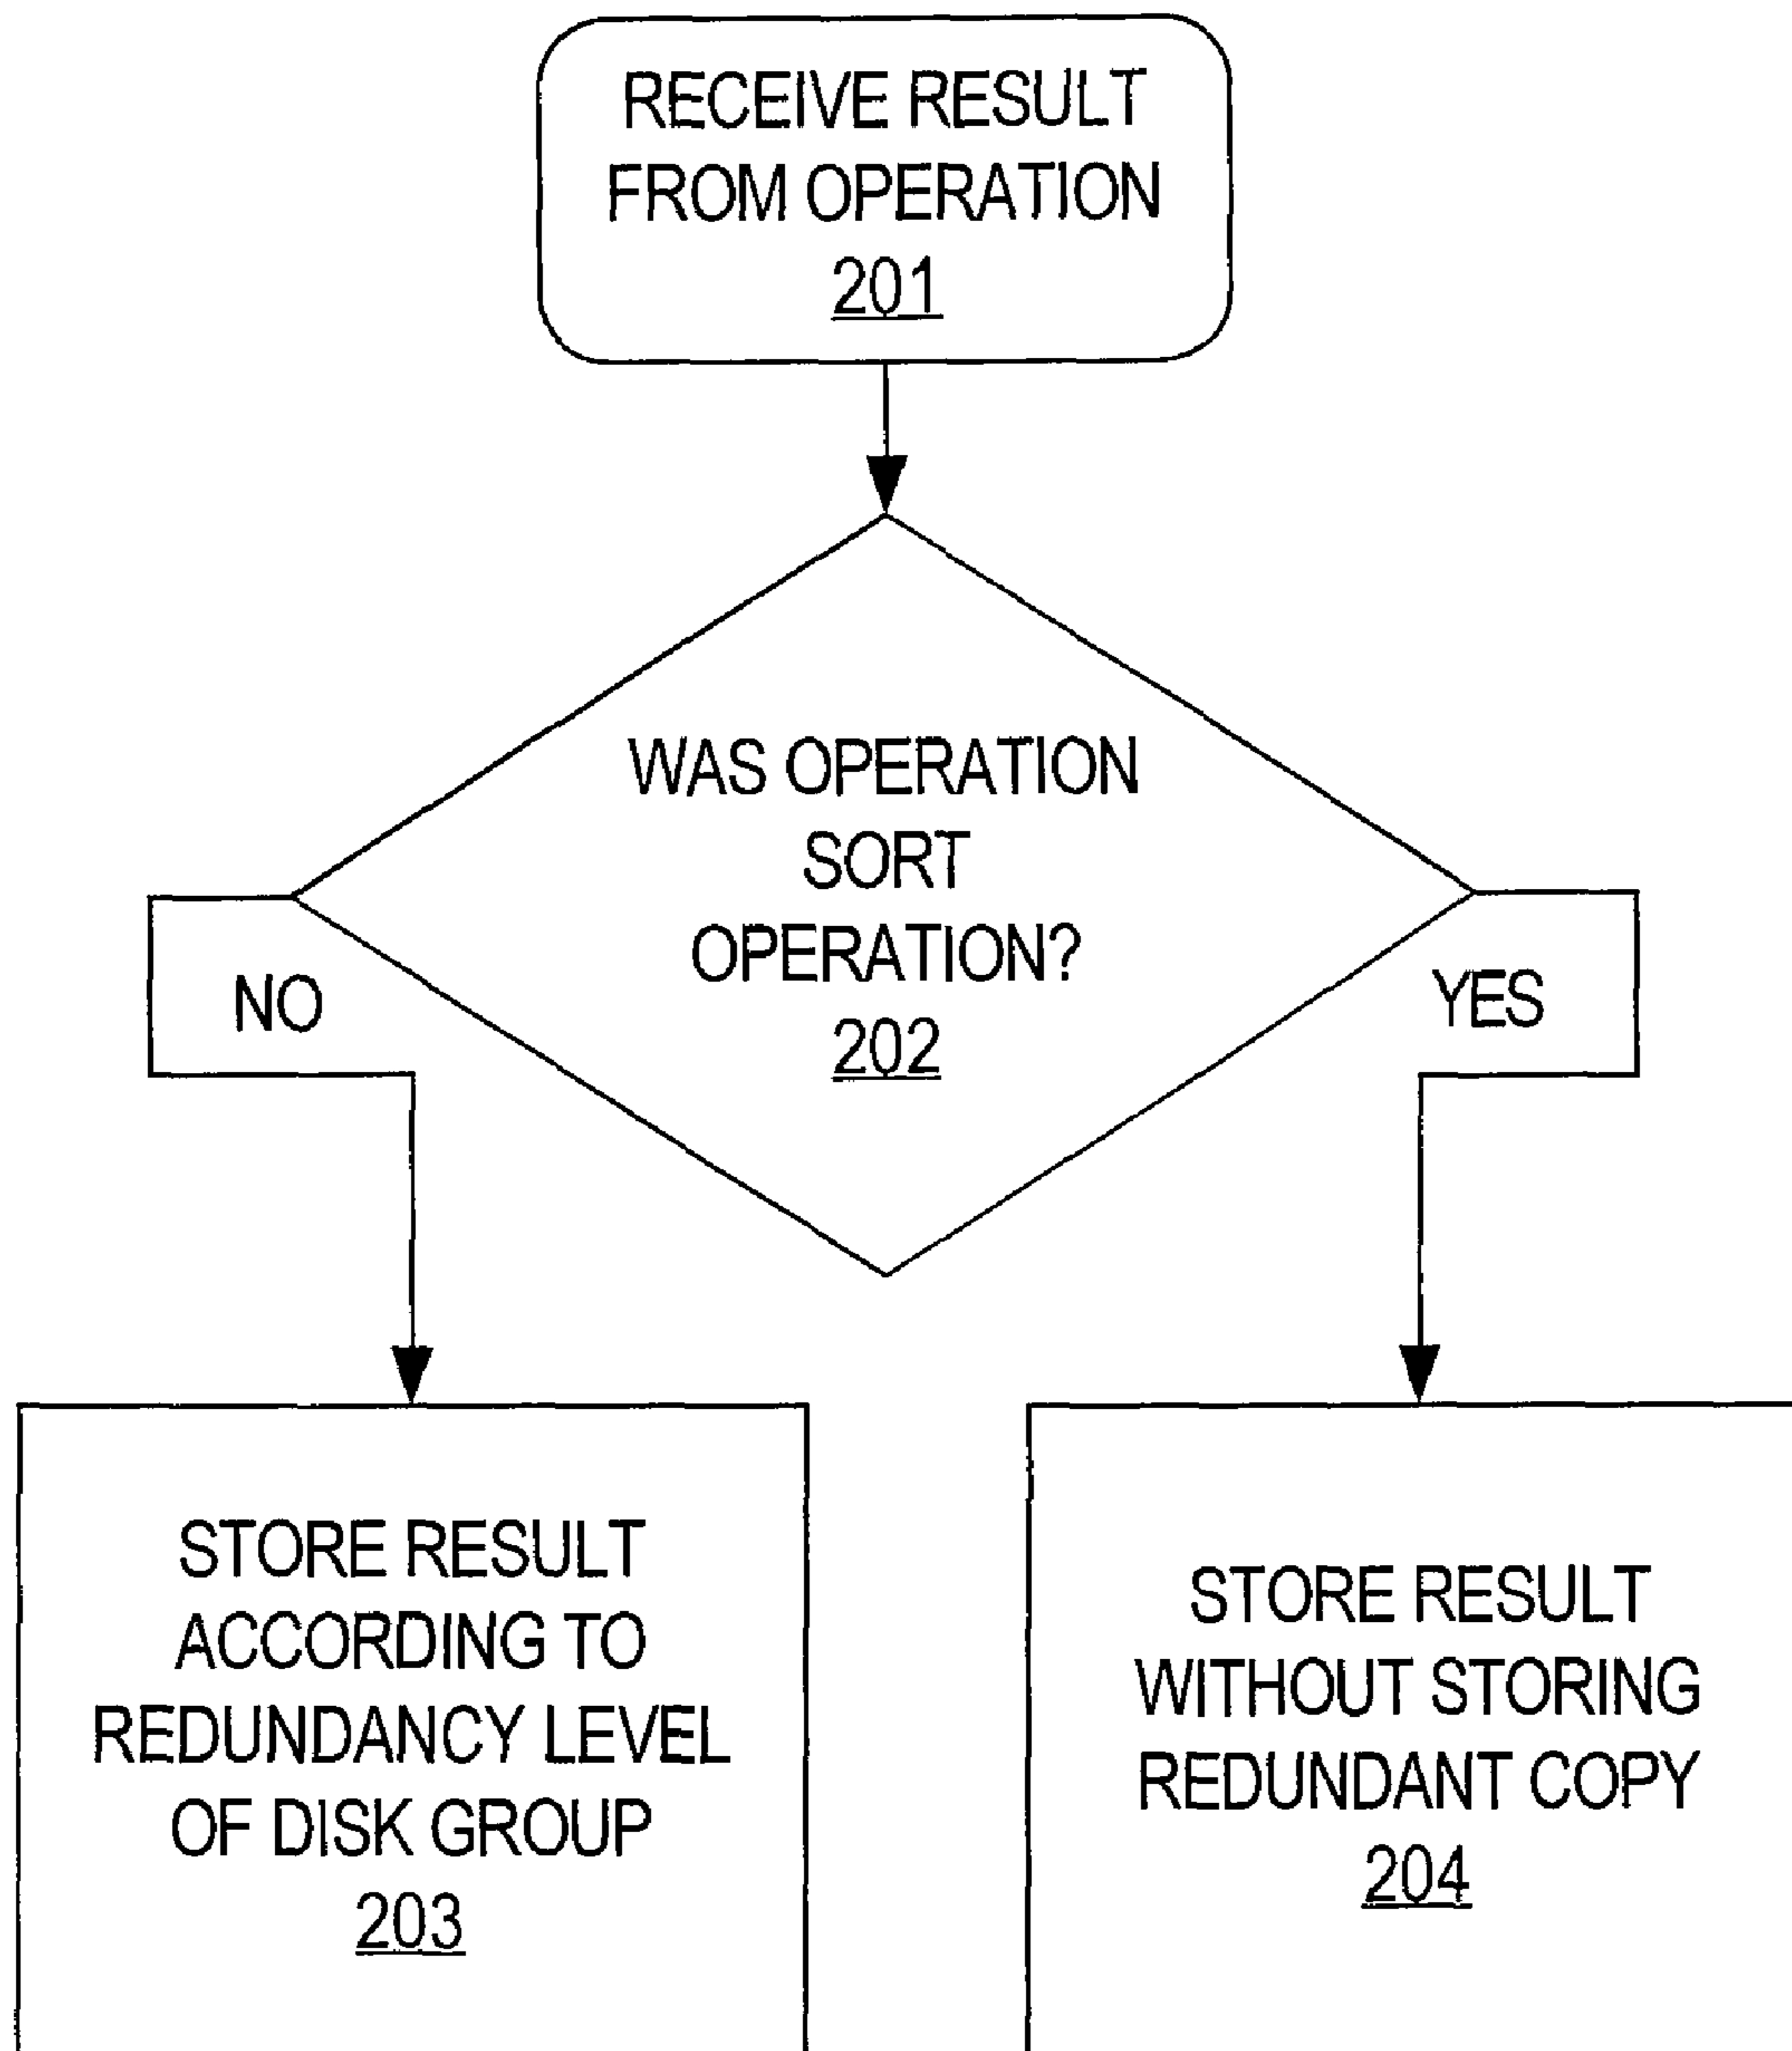 RECEIVE RESULT
FROM OPERATION
201
WAS OPERATION
SORT
OPERATION?
202
NO
YES
STORE RESULT
ACCORDING TO
REDUNDANCY LEVEL
OF DISK GROUP
203
STORE RESULT
WITHOUT STORING
REDUNDANT COPY
204